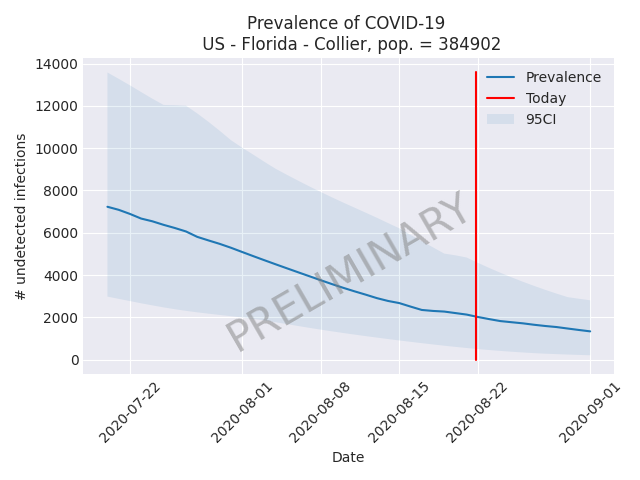 Prevalence of COVID-19
US - Florida - Collier, pop. = 384902
14000
12000
10000
8000
6000
4000
2000
0
# undetected infections
Prevalence
Today
95CI
PRELIMINARY
2020-07-22
2020-08-01
2020-08-08
2020-08-15
2020-08-22
2020-09-01
Date